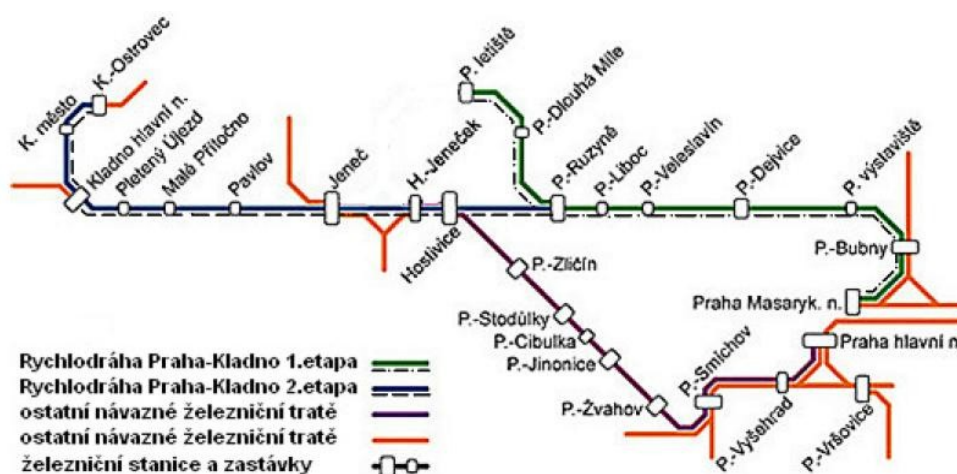 K.-Ostrovec
K. město
Kladno hlavní n.
Pletený Újezd
Malé Přítočno
Pavlov
Jeneč
H.-Jeneček
Hostivice
P. letiště
P.-Dlouhá Míle
P.-Ruzyně
P.-Liboc
P.-Veleslavín
P.-Dejvice
P. výstaviště
P.-Bubny
Praha Masaryk. n.
P.-Zličín
P.-Stodůlky
P.-Cibulka
P.-Jinonice
P.-Žvahov
P.-Smíchov
P.-Vyšehrad
P.-Vršovice
Praha hlavní n
Rychlodráha Praha-Kladno 1.etapa
Rychlodráha Praha-Kladno 2.etapa
ostatní návazné železniční tratě
ostatní návazné železniční tratě
železniční stanice a zastávky